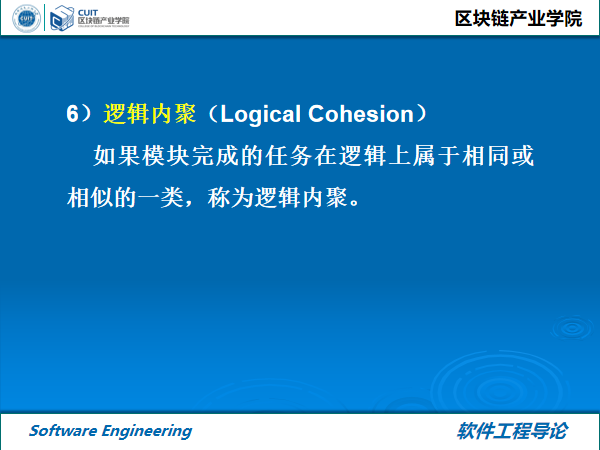 CUIT
区块链产业学院
区块链产业学院
6）逻辑内聚（Logical Cohesion）
如果模块完成的任务在逻辑上属于相同或
相似的一类，称为逻辑内聚。
Software Engineering
软件工程导论